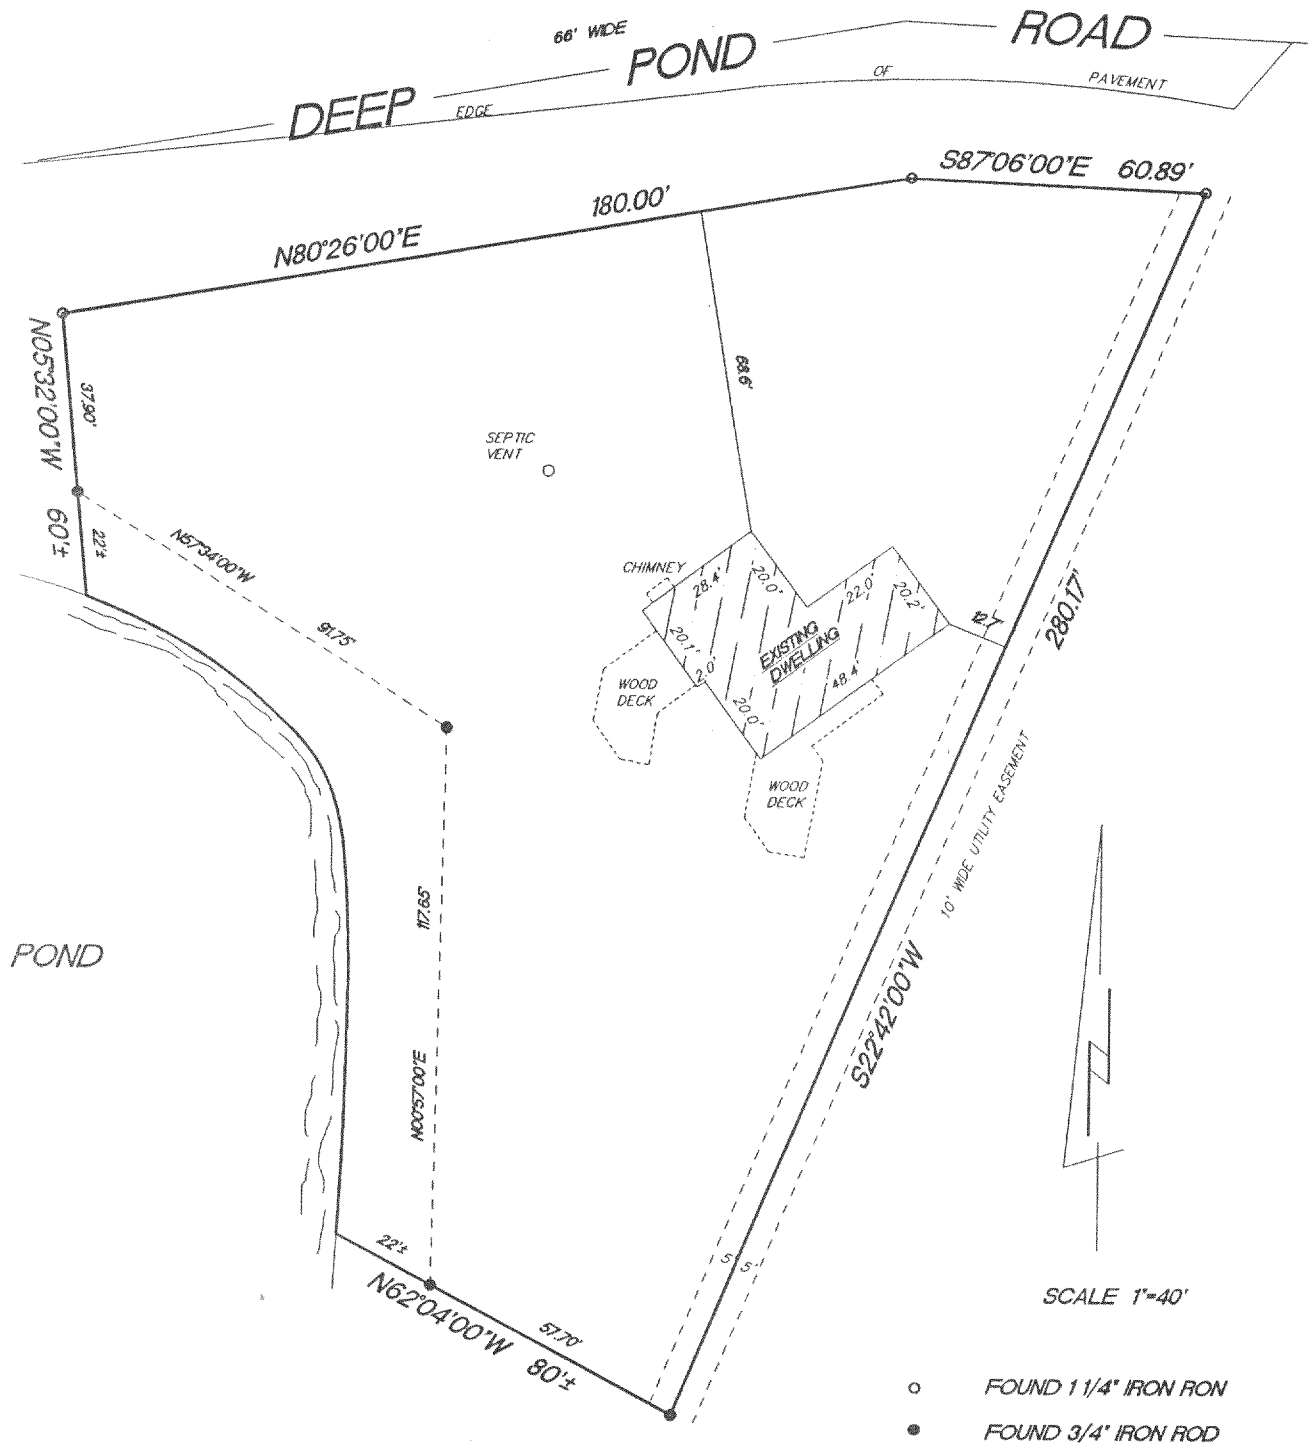 66' WIDE
DEEP POND ROAD
EDGE OF PAVEMENT
S87°06'00"E 60.89'
N80°26'00"E 180.00'
N05°32'00"W 60'±
37.90'
22'±
68.6'
SEPTIC
VENT
N57°34'00"W 91.75'
CHIMNEY
28.4'
20.0'
22.0'
20.2'
20.1'
2.0'
20.0'
48.4'
EXISTING
DWELLING
12.7'
280.17'
WOOD
DECK
WOOD
DECK
10' WIDE UTILITY EASEMENT
117.65'
N00°57'00"E
POND
S22°42'00"W
22'±
57.70'
N62°04'00"W 80'±
5' 5'
N
SCALE 1"=40'
FOUND 1 1/4" IRON RON
FOUND 3/4" IRON ROD